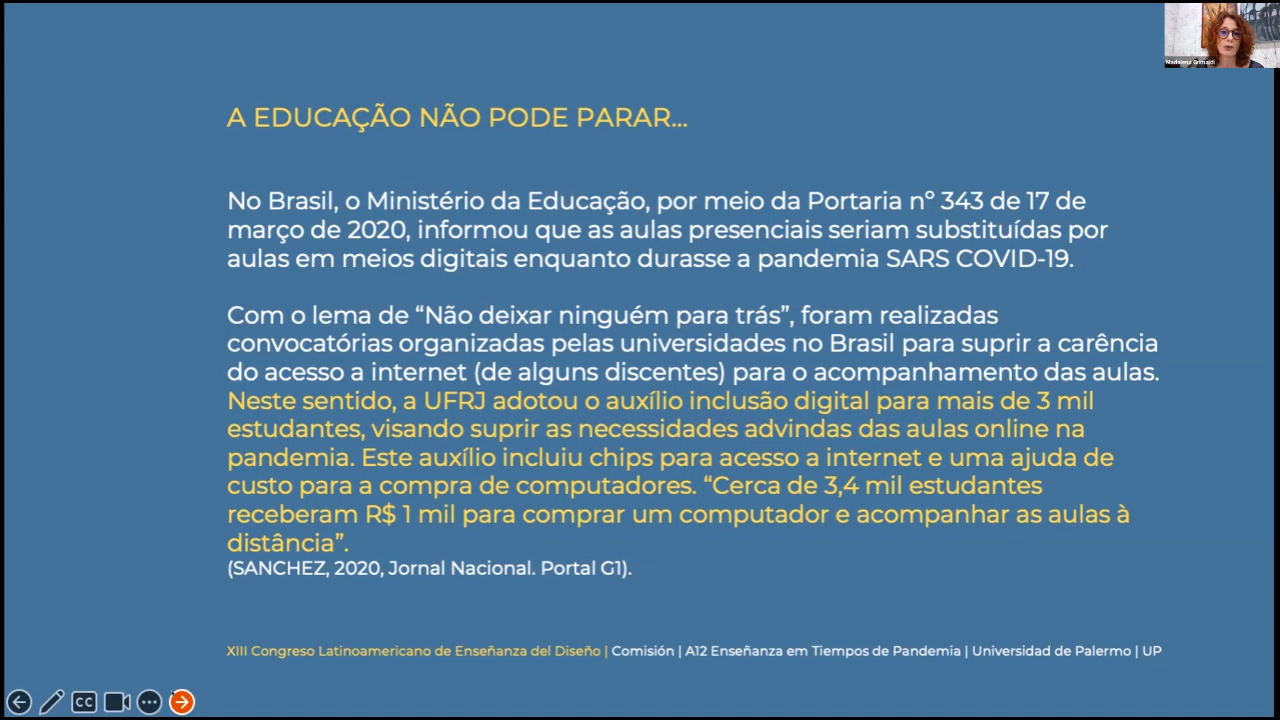 Madalena Grimaldi
A EDUCAÇÃO NÃO PODE PARAR...
No Brasil, o Ministério da Educação, por meio da Portaria nº 343 de 17 de
março de 2020, informou que as aulas presenciais seriam substituídas por
aulas em meios digitais enquanto durasse a pandemia SARS COVID-19.
Com o lema de “Não deixar ninguém para trás”, foram realizadas
convocatórias organizadas pelas universidades no Brasil para suprir a carência
do acesso a internet (de alguns discentes) para o acompanhamento das aulas.
Neste sentido, a UFRJ adotou o auxílio inclusão digital para mais de 3 mil
estudantes, visando suprir as necessidades advindas das aulas online na
pandemia. Este auxílio incluiu chips para acesso a internet e uma ajuda de
custo para a compra de computadores. “Cerca de 3,4 mil estudantes
receberam R$ 1 mil para comprar um computador e acompanhar as aulas à
distância”.
(SANCHEZ, 2020, Jornal Nacional. Portal G1).
XIII Congreso Latinoamericano de Enseñanza del Diseño | Comisión | A12 Enseñanza em Tiempos de Pandemia | Universidad de Palermo | UP
CC